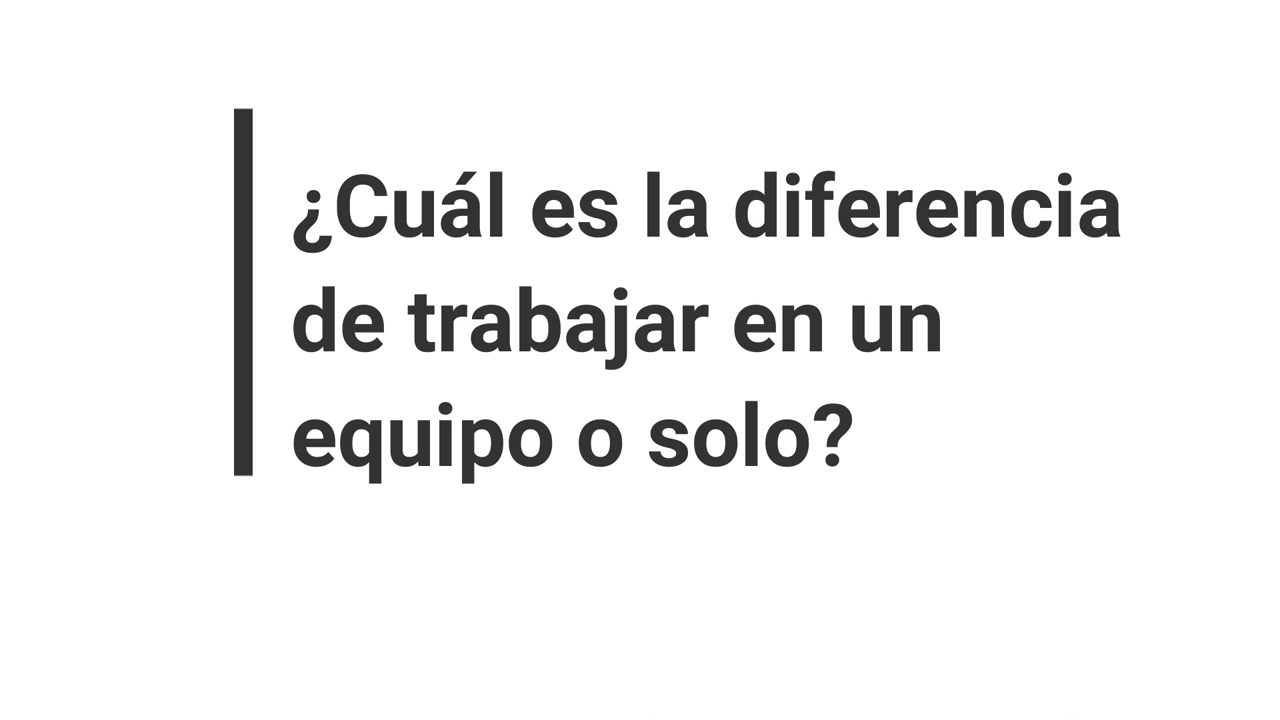 ¿Cuál es la diferencia
de trabajar en un
equipo o solo?